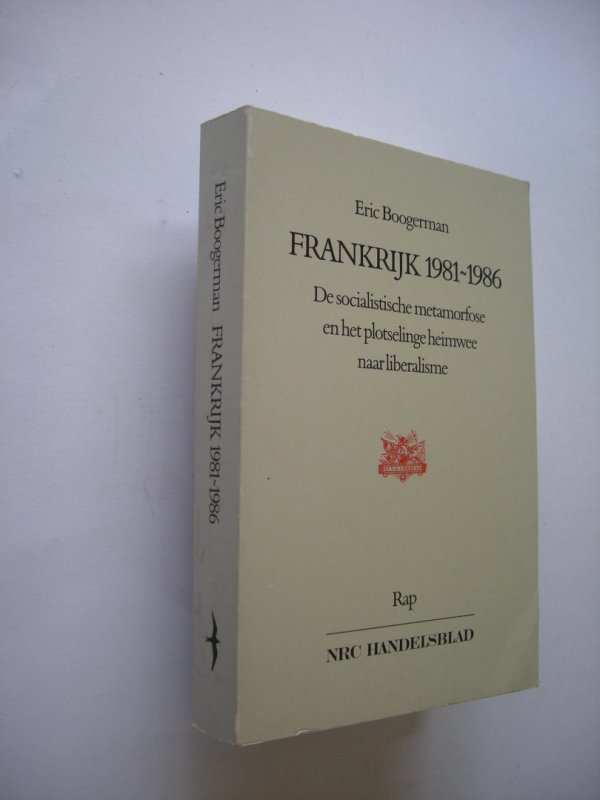 Eric Boogerman FRANKRIJK 1981~1986
Eric Boogerman
FRANKRIJK 1981~1986
De socialistische metamorfose
en het plotselinge heimwee
naar liberalisme
Rap
NRC HANDELSBLAD